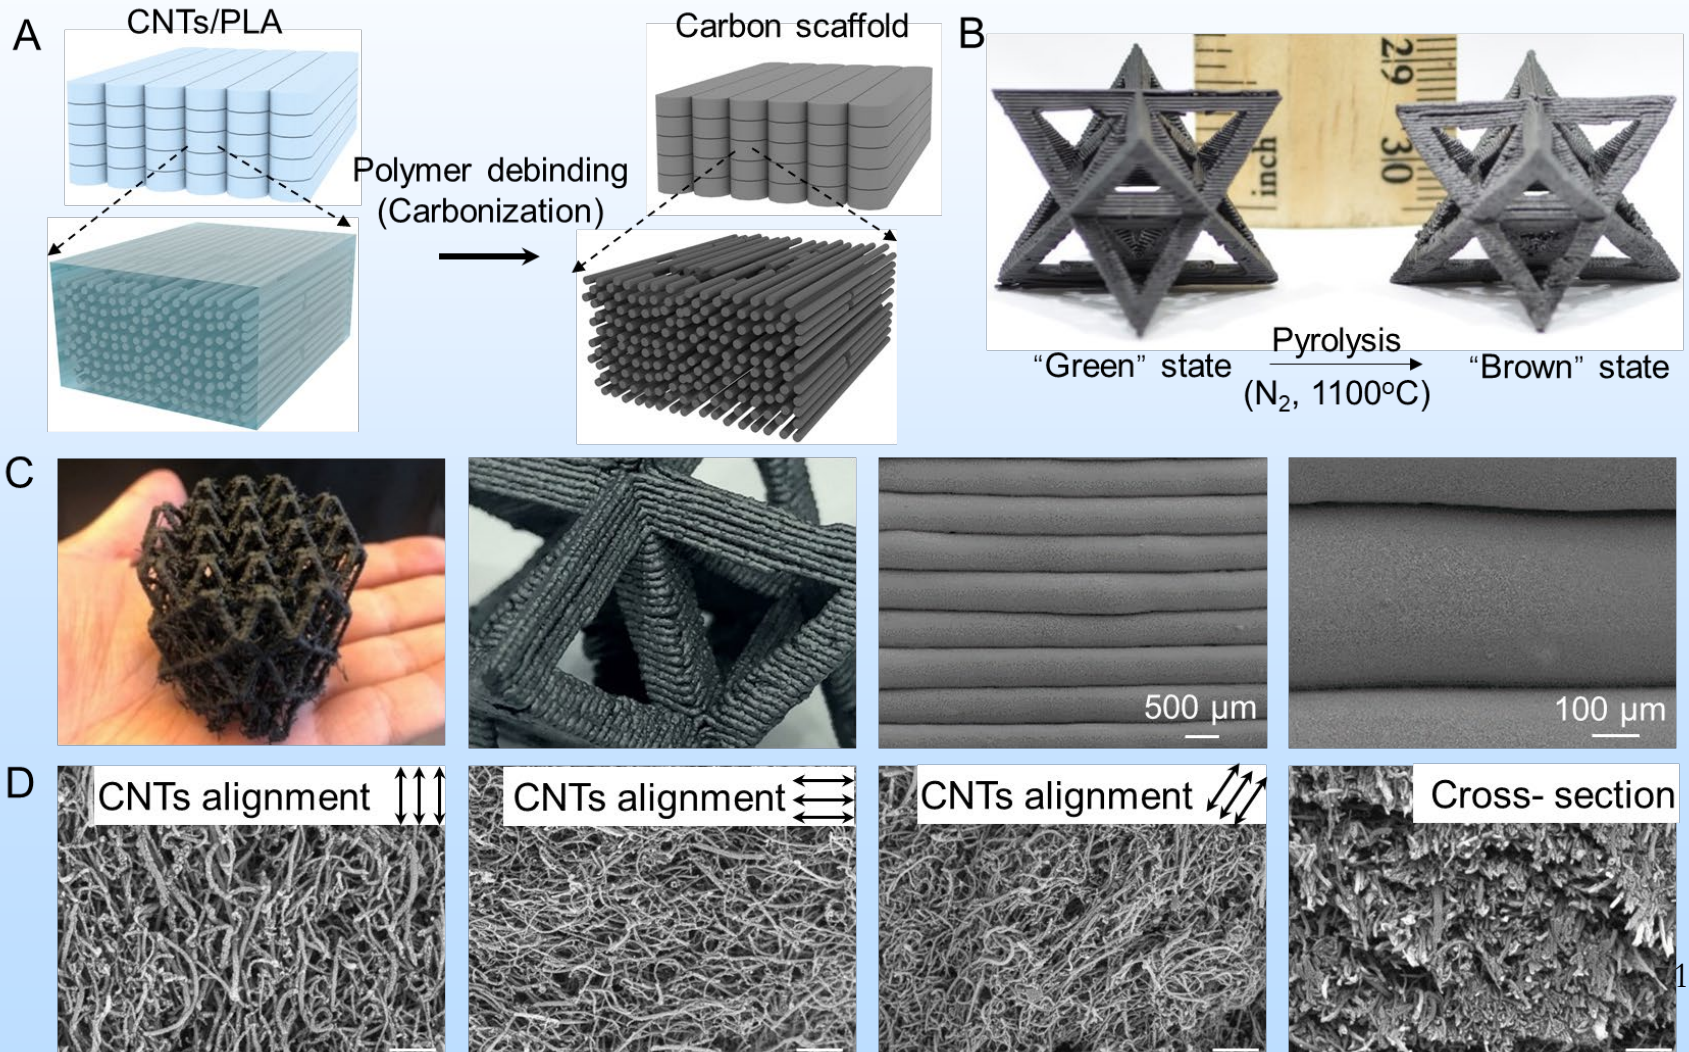 A
CNTs/PLA
Carbon scaffold
Polymer debinding
(Carbonization)
B
29
30
inch
Pyrolysis
“Green” state
“Brown” state
(N₂, 1100°C)
C
500 µm
100 µm
D
CNTs alignment
CNTs alignment
CNTs alignment
Cross- section
1